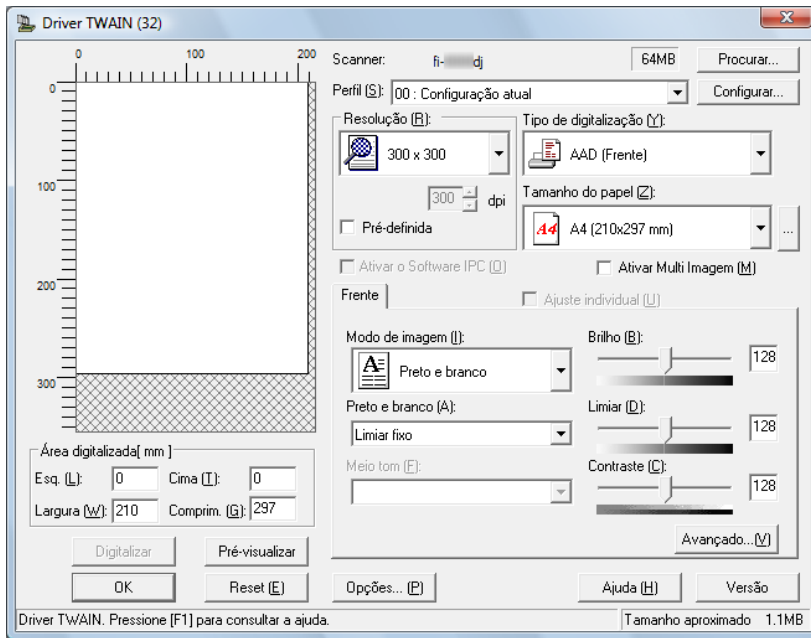 Driver TWAIN (32)
0 100 200
0
100
200
300
Scanner: fi- dj 64MB Procurar...
Perfil (S): 00 : Configuração atual Configurar...
Resolução (R):
300 x 300
300 dpi
Pré-definida
Tipo de digitalização (Y):
AAD (Frente)
Tamanho do papel (Z):
A4 A4 (210x297 mm) ...
Ativar o Software IPC (O) Ativar Multi Imagem (M)
Frente Ajuste individual (U)
Modo de imagem (I):
A Preto e branco
Preto e branco (A):
Limiar fixo
Meio tom (F):
Brilho (B):
128
Limiar (D):
128
Contraste (C):
128
Avançado...(V)
Área digitalizada[ mm ]
Esq. (L): 0 Cima (T): 0
Largura (W): 210 Comprim. (G): 297
Digitalizar Pré-visualizar
OK Reset (E) Opções... (P) Ajuda (H) Versão
Driver TWAIN. Pressione [F1] para consultar a ajuda. Tamanho aproximado 1.1MB